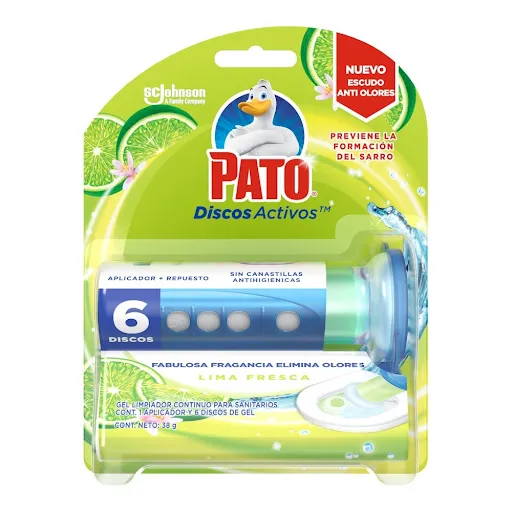 SCJohnson
A Family Company
NUEVO
ESCUDO
ANTI OLORES
PREVIENE LA
FORMACIÓN
DEL SARRO
PATO®
Discos Activos™
APLICADOR + REPUESTO
SIN CANASTILLAS
ANTIHIGIENICAS
6
DISCOS
FABULOSA FRAGANCIA ELIMINA OLORES
LIMA FRESCA
GEL LIMPIADOR CONTINUO PARA SANITARIOS
CONT. 1 APLICADOR Y 6 DISCOS DE GEL
CONT. NETO: 38 g